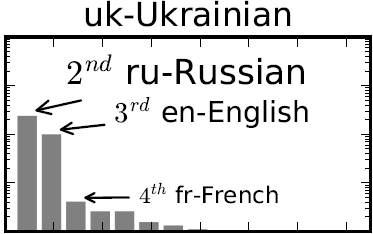 uk-Ukrainian
2nd ru-Russian
3rd en-English
4th fr-French